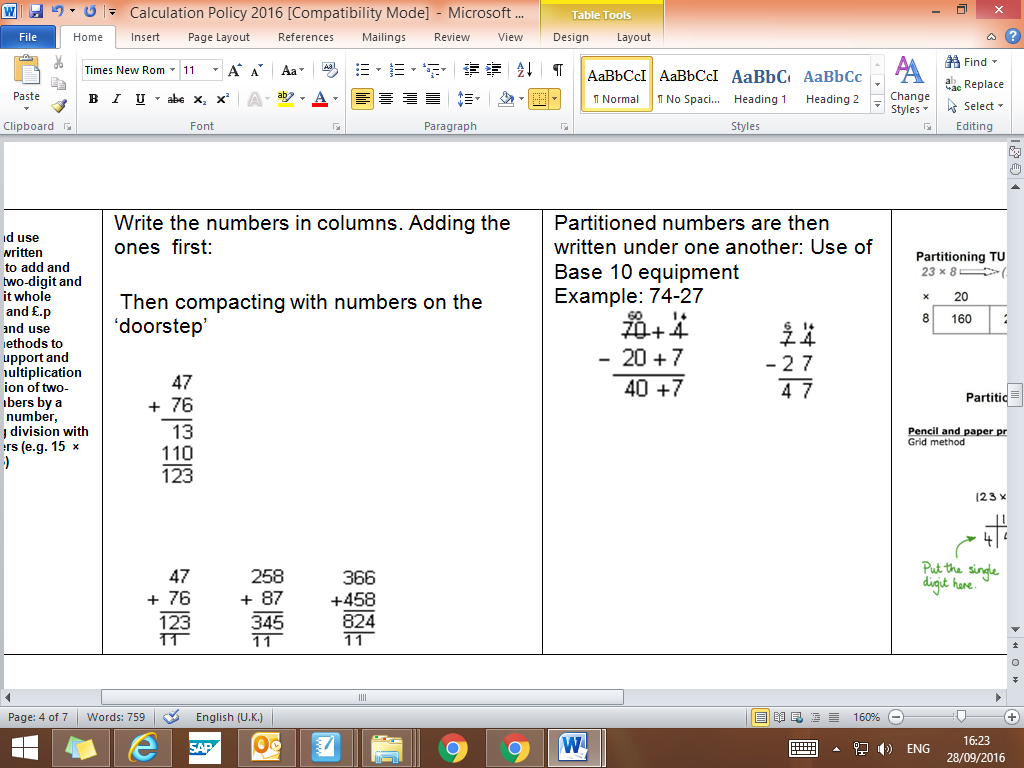 Calculation Policy 2016 [Compatibility Mode] - Microsoft ...
Table Tools
File Home Insert Page Layout References Mailings Review View Design Layout
Paste
Times New Rom 11
AaBbCcI AaBbCcI AaBbC AaBbCc
¶ Normal ¶ No Spaci... Heading 1 Heading 2
Change Styles
Find
Replace
Select
Clipboard Font Paragraph Styles Editing
nd use
written
to add and
two-digit and
it whole
and £.p
and use
upport and
ion of two-
number,
division with
ers (e.g. 15 ×
Write the numbers in columns. Adding the
ones first:
Then compacting with numbers on the
‘doorstep’
47
+ 76
13
110
123
47 258 366
+ 76 + 87 +458
123 345 824
11 11 11
Partitioned numbers are then
written under one another: Use of
Base 10 equipment
Example: 74-27
60 14 6 14
70+ 4 7 4
- 20 +7 - 2 7
40 +7 4 7
Partitioning TU
23 × 8
× 20
8 160
Partitio
Pencil and paper pr
Grid method
123 ×
4
Put the single
digit here.
Page: 4 of 7 Words: 759 English (U.K.) 160%
SAP
ENG
16:23
28/09/2016